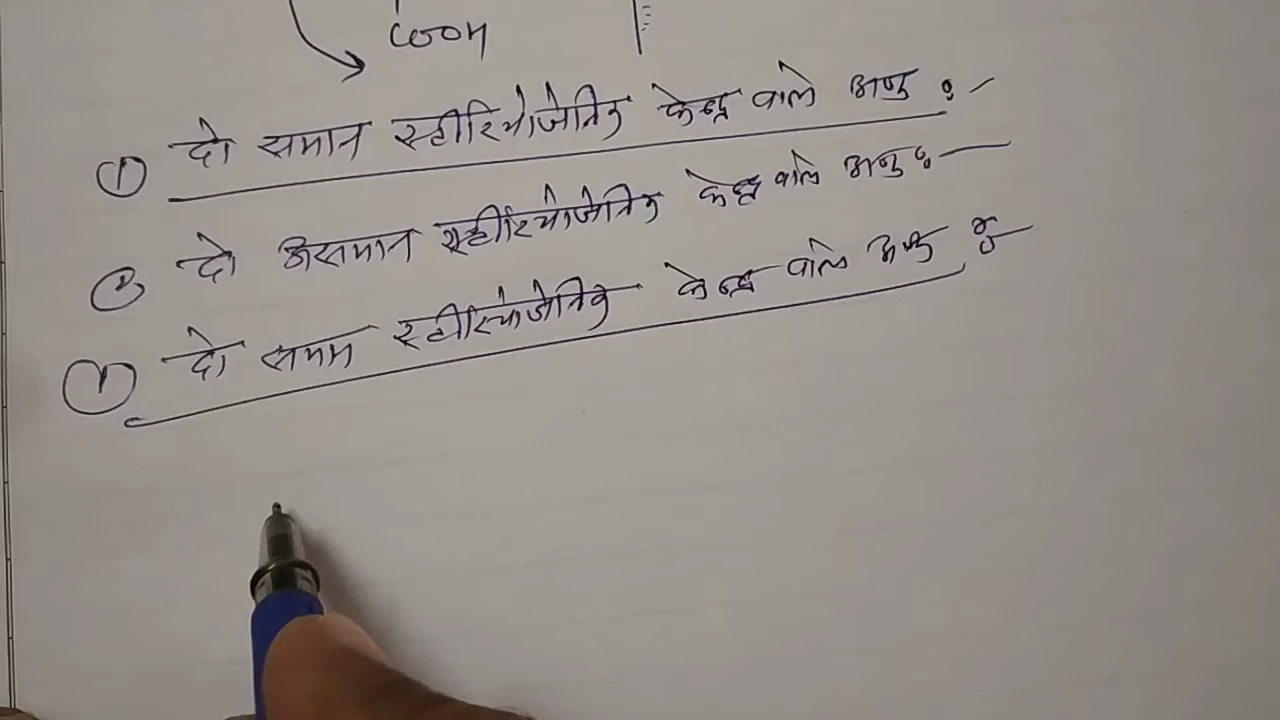 COOH
① दो समान स्टीरियोजेनिक केन्द्र वाले अणु :-
② दो असमान स्टीरियोजेनिक केन्द्र वाले अणु :-
① दो समान स्टीरियोजेनिक केन्द्र वाले अणु :-